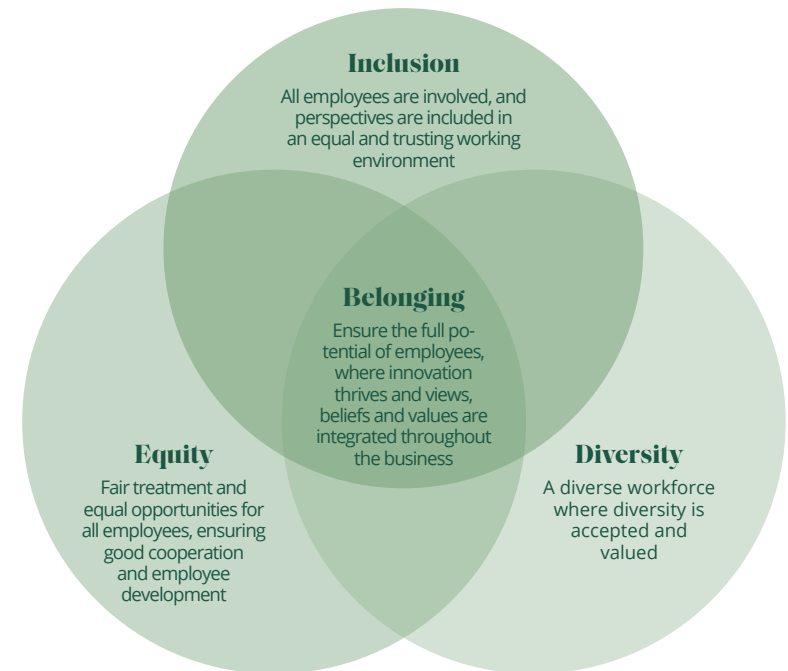 Inclusion
All employees are involved, and
perspectives are included in
an equal and trusting working
environment
Belonging
Ensure the full po-
tential of employees,
where innovation
thrives and views,
beliefs and values are
integrated throughout
the business
Equity
Fair treatment and
equal opportunities for
all employees, ensuring
good cooperation
and employee
development
Diversity
A diverse workforce
where diversity is
accepted and
valued